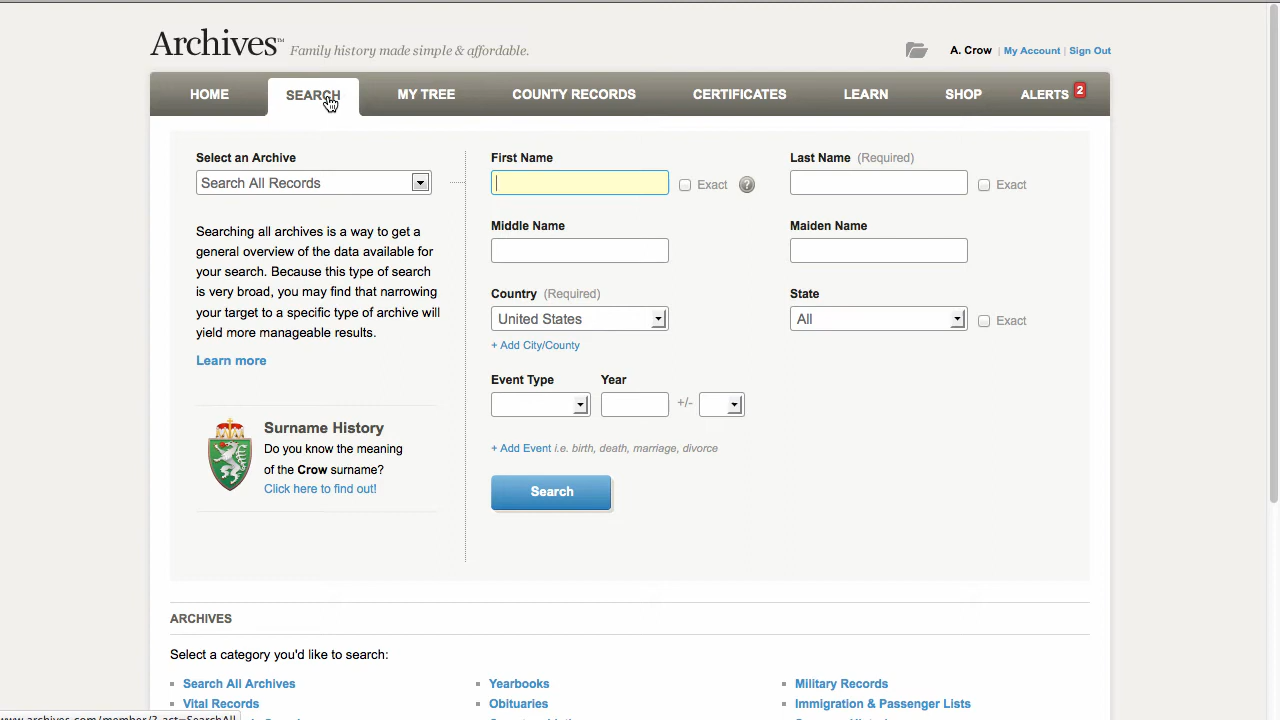 Archives™ Family history made simple & affordable.
A. Crow | My Account | Sign Out
HOME SEARCH MY TREE COUNTY RECORDS CERTIFICATES LEARN SHOP ALERTS 2
Select an Archive
Search All Records
Searching all archives is a way to get a
general overview of the data available for
your search. Because this type of search
is very broad, you may find that narrowing
your target to a specific type of archive will
yield more manageable results.
Learn more
Surname History
Do you know the meaning
of the Crow surname?
Click here to find out!
First Name
Exact ?
Last Name (Required)
Exact
Middle Name
Maiden Name
Country (Required)
United States
+ Add City/County
State
All
Exact
Event Type Year
+/-
+ Add Event i.e. birth, death, marriage, divorce
Search
ARCHIVES
Select a category you'd like to search:
Search All Archives
Vital Records
Yearbooks
Obituaries
Military Records
Immigration & Passenger Lists